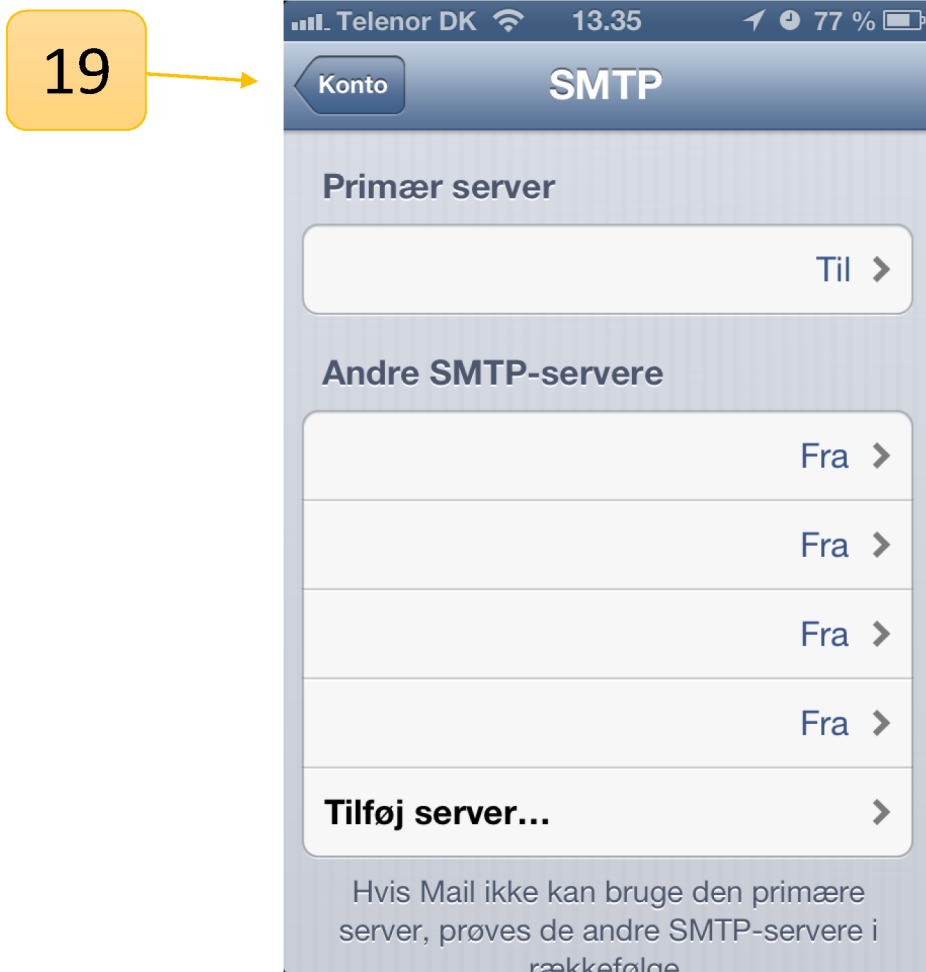 19
Telenor DK 13.35 77 %
Konto SMTP
Primær server
Til
Andre SMTP-servere
Fra
Fra
Fra
Fra
Tilføj server...
Hvis Mail ikke kan bruge den primære
server, prøves de andre SMTP-servere i
rækkefølge